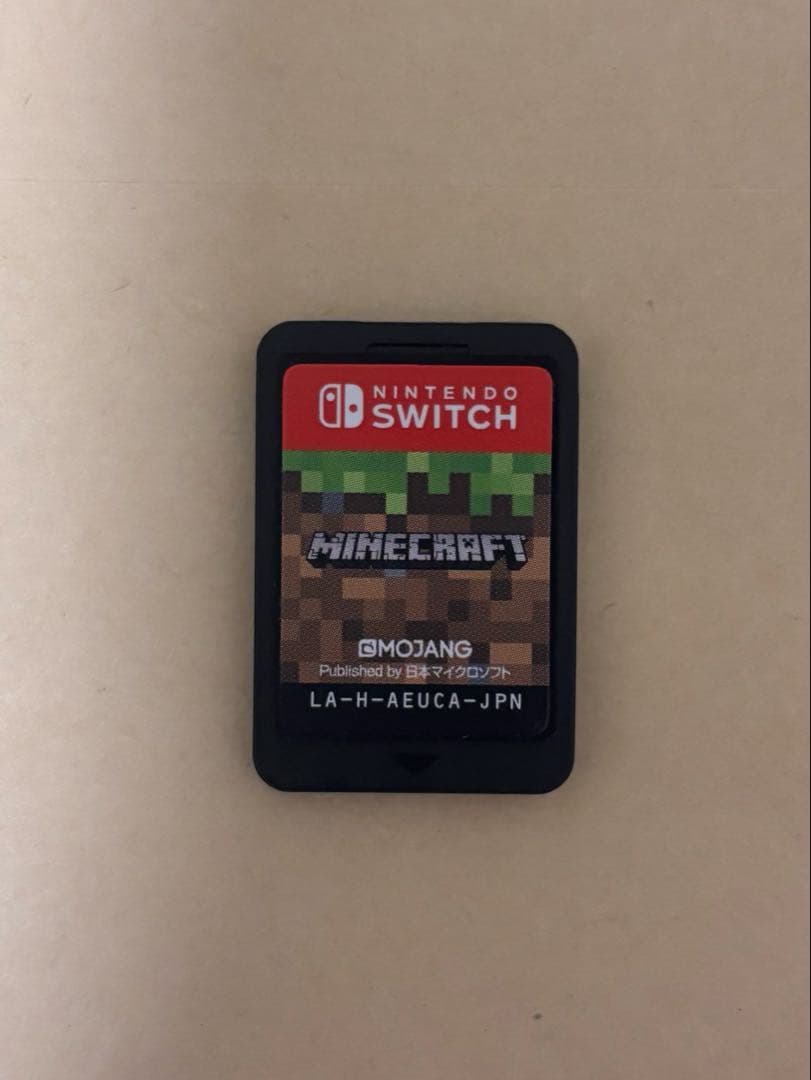 NINTENDO
SWITCH
MINECRAFT
MOJANG
Published by 日本マイクロソフト
LA-H-AEUCA-JPN